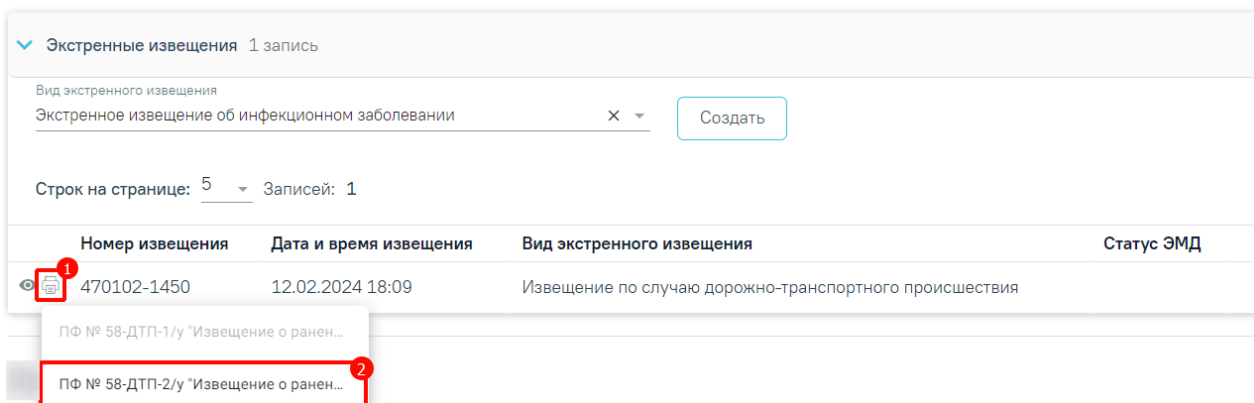 Экстренные извещения 1 запись
Вид экстренного извещения
Экстренное извещение об инфекционном заболевании
Создать
Строк на странице: 5 Записей: 1
Номер извещения Дата и время извещения Вид экстренного извещения Статус ЭМД
1
470102-1450 12.02.2024 18:09 Извещение по случаю дорожно-транспортного происшествия
ПФ № 58-ДТП-1/у "Извещение о ранен...
2
ПФ № 58-ДТП-2/у "Извещение о ранен...